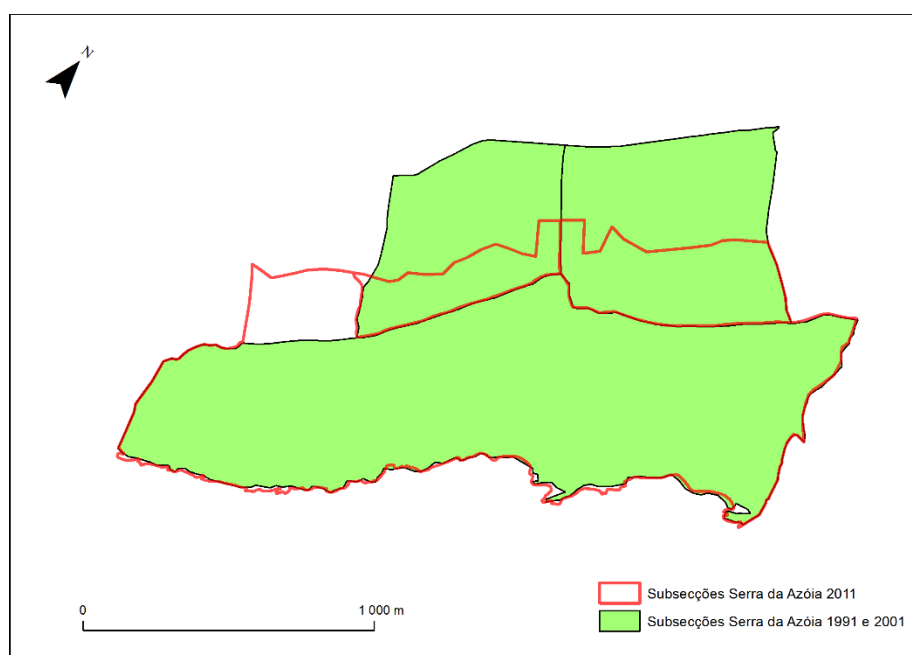 N
Subsecções Serra da Azóia 2011
0
1 000 m
Subsecções Serra da Azóia 1991 e 2001